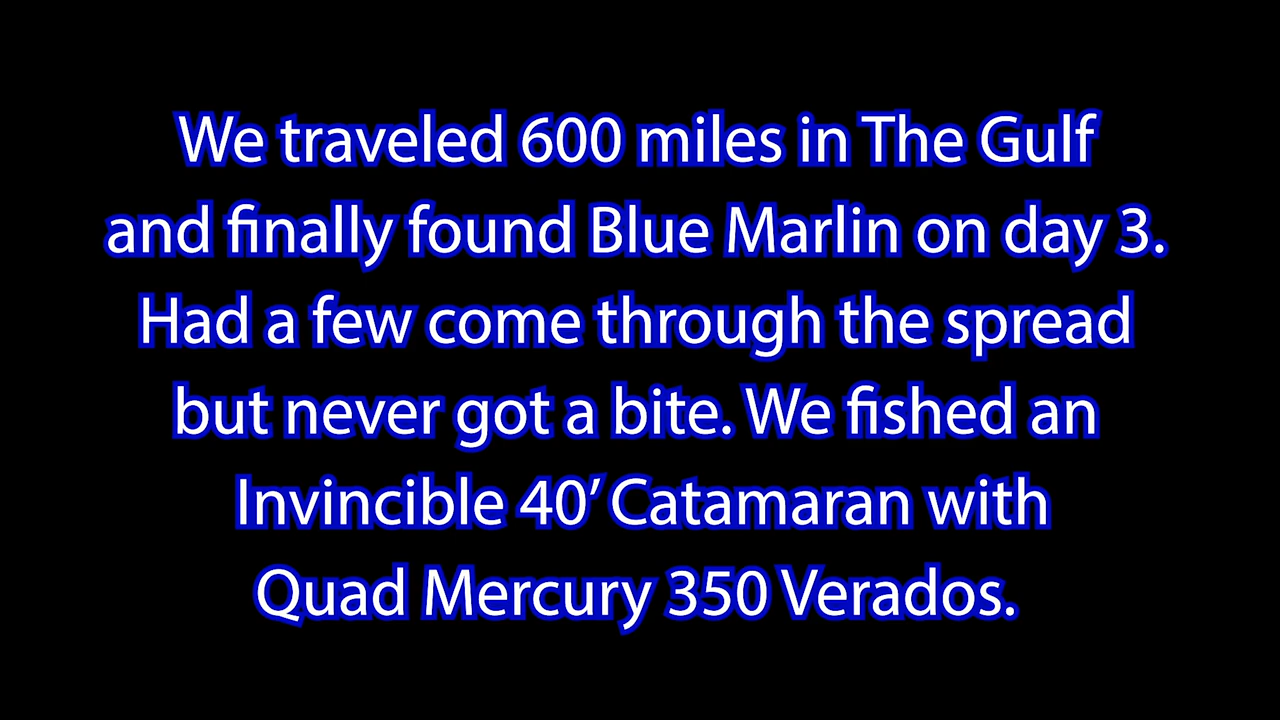 We traveled 600 miles in The Gulf
and finally found Blue Marlin on day 3.
Had a few come through the spread
but never got a bite. We fished an
Invincible 40’ Catamaran with
Quad Mercury 350 Verados.